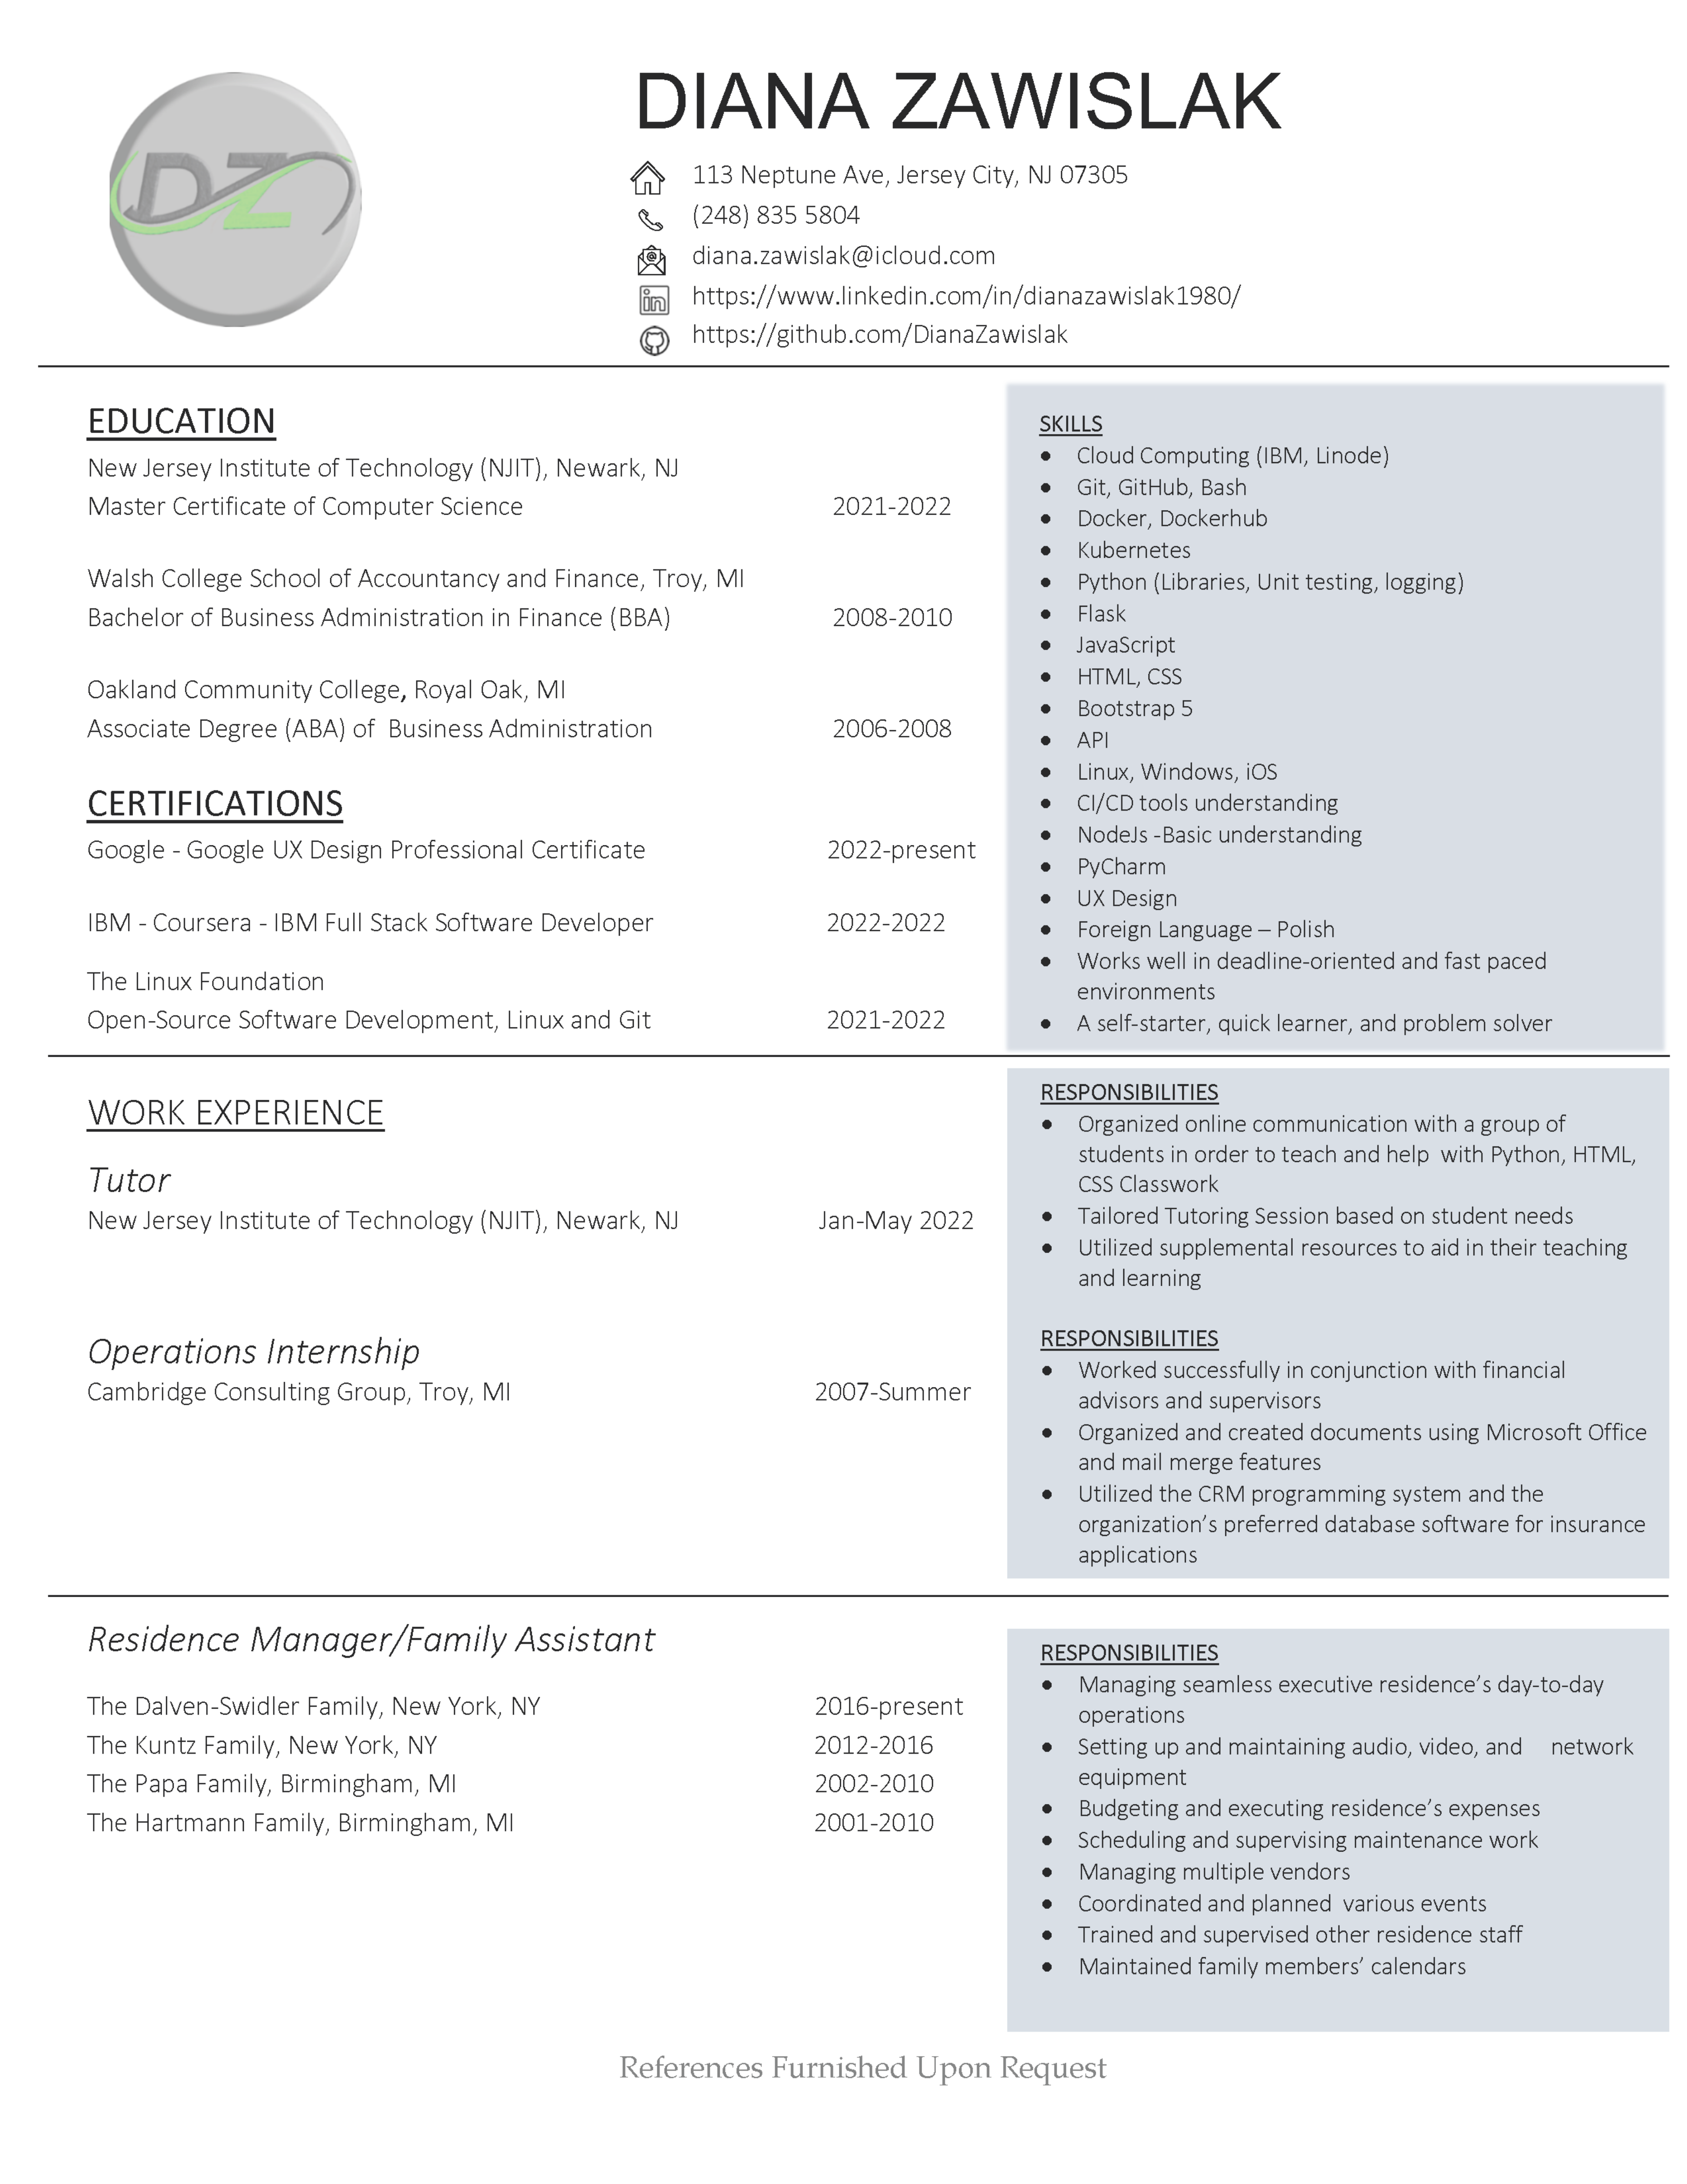 DZ
DIANA ZAWISLAK
113 Neptune Ave, Jersey City, NJ 07305
(248) 835 5804
diana.zawislak@icloud.com
https://www.linkedin.com/in/dianazawislak1980/
https://github.com/DianaZawislak
EDUCATION
New Jersey Institute of Technology (NJIT), Newark, NJ
Master Certificate of Computer Science 2021-2022
Walsh College School of Accountancy and Finance, Troy, MI
Bachelor of Business Administration in Finance (BBA) 2008-2010
Oakland Community College, Royal Oak, MI
Associate Degree (ABA) of Business Administration 2006-2008
CERTIFICATIONS
Google - Google UX Design Professional Certificate 2022-present
IBM - Coursera - IBM Full Stack Software Developer 2022-2022
The Linux Foundation
Open-Source Software Development, Linux and Git 2021-2022
SKILLS
• Cloud Computing (IBM, Linode)
• Git, GitHub, Bash
• Docker, Dockerhub
• Kubernetes
• Python (Libraries, Unit testing, logging)
• Flask
• JavaScript
• HTML, CSS
• Bootstrap 5
• API
• Linux, Windows, iOS
• CI/CD tools understanding
• NodeJs -Basic understanding
• PyCharm
• UX Design
• Foreign Language – Polish
• Works well in deadline-oriented and fast paced
environments
• A self-starter, quick learner, and problem solver
WORK EXPERIENCE
Tutor
New Jersey Institute of Technology (NJIT), Newark, NJ Jan-May 2022
RESPONSIBILITIES
• Organized online communication with a group of
students in order to teach and help with Python, HTML,
CSS Classwork
• Tailored Tutoring Session based on student needs
• Utilized supplemental resources to aid in their teaching
and learning
Operations Internship
Cambridge Consulting Group, Troy, MI 2007-Summer
RESPONSIBILITIES
• Worked successfully in conjunction with financial
advisors and supervisors
• Organized and created documents using Microsoft Office
and mail merge features
• Utilized the CRM programming system and the
organization’s preferred database software for insurance
applications
Residence Manager/Family Assistant
The Dalven-Swidler Family, New York, NY 2016-present
The Kuntz Family, New York, NY 2012-2016
The Papa Family, Birmingham, MI 2002-2010
The Hartmann Family, Birmingham, MI 2001-2010
RESPONSIBILITIES
• Managing seamless executive residence’s day-to-day
operations
• Setting up and maintaining audio, video, and network
equipment
• Budgeting and executing residence’s expenses
• Scheduling and supervising maintenance work
• Managing multiple vendors
• Coordinated and planned various events
• Trained and supervised other residence staff
• Maintained family members’ calendars
References Furnished Upon Request